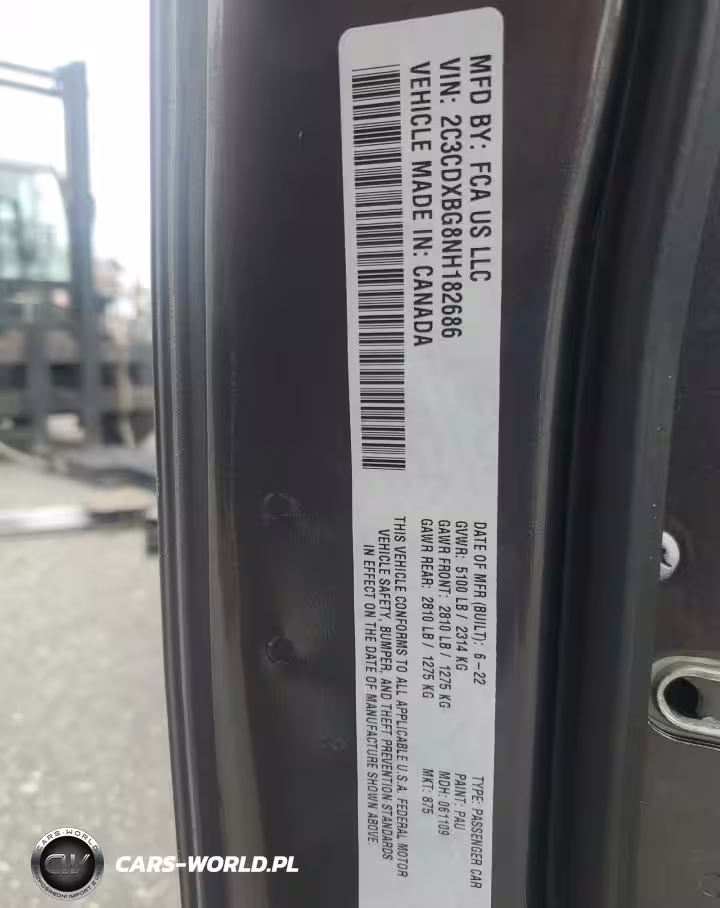 MFD BY: FCA US LLC
VIN: 2C3CDXBG8NH182686
VEHICLE MADE IN: CANADA
DATE OF MFR (BUILT): 6-22
GVWR: 5100 LB / 2314 KG
GAWR FRONT: 2810 LB / 1275 KG
GAWR REAR: 2810 LB / 1275 KG
THIS VEHICLE CONFORMS TO ALL APPLICABLE U.S.A. FEDERAL MOTOR
VEHICLE SAFETY, BUMPER, AND THEFT PREVENTION STANDARDS
IN EFFECT ON THE DATE OF MANUFACTURE SHOWN ABOVE.
TYPE: PASSENGER CAR
PAINT: PAU
MDH: 061109
MKT: 875
CARS-WORLD
CW
CARS-WORLD.PL